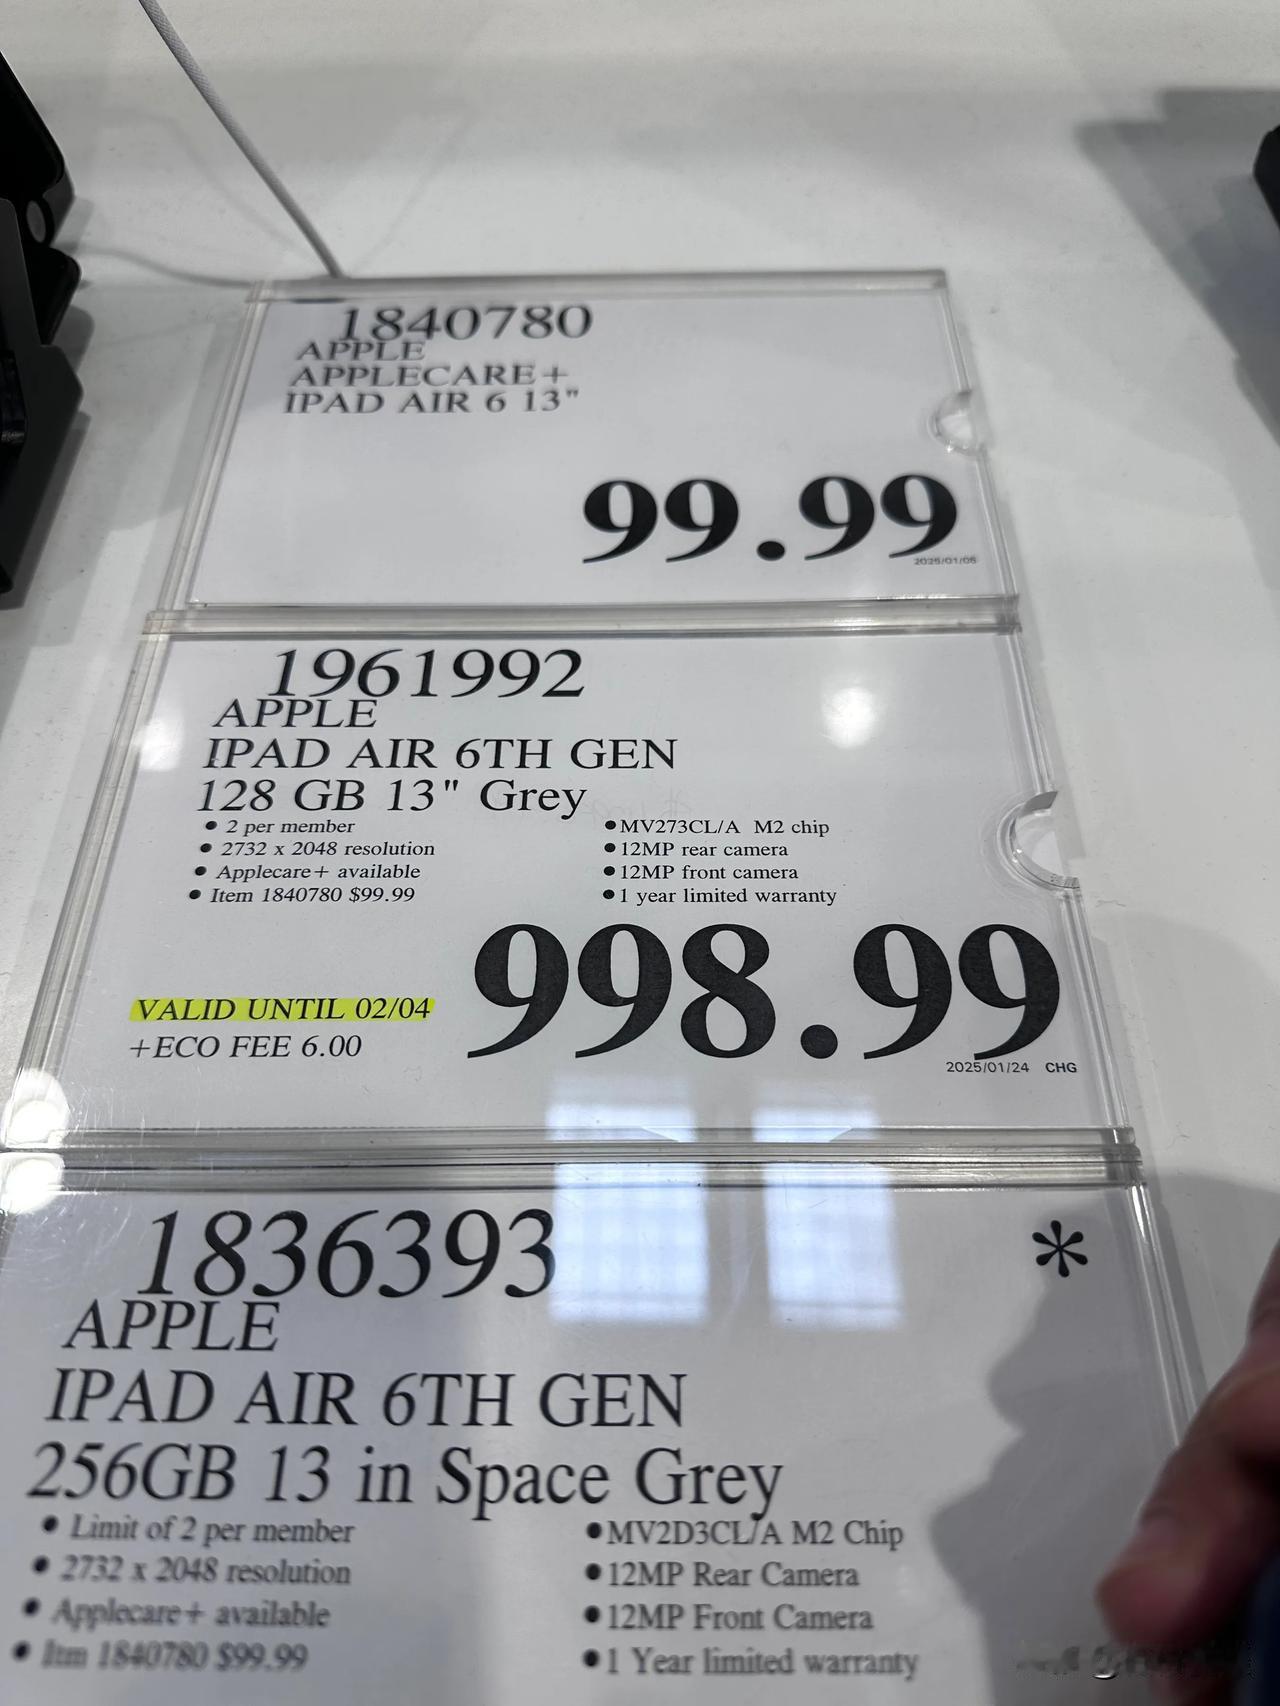 1840780
APPLE
APPLECARE+
IPAD AIR 6 13"
99.99
2025/01/05
1961992
APPLE
IPAD AIR 6TH GEN
128 GB 13" Grey
• 2 per member
• 2732 x 2048 resolution
• Applecare+ available
• Item 1840780 $99.99
•MV273CL/A M2 chip
•12MP rear camera
•12MP front camera
•1 year limited warranty
998.99
VALID UNTIL 02/04
+ECO FEE 6.00
2025/01/24 CHG
1836393 *
APPLE
IPAD AIR 6TH GEN
256GB 13 in Space Grey
• Limit of 2 per member
• 2732 x 2048 resolution
• Applecare+ available
• Itm 1840780 $99.99
•MV2D3CL/A M2 Chip
•12MP Rear Camera
•12MP Front Camera
•1 Year limited warranty